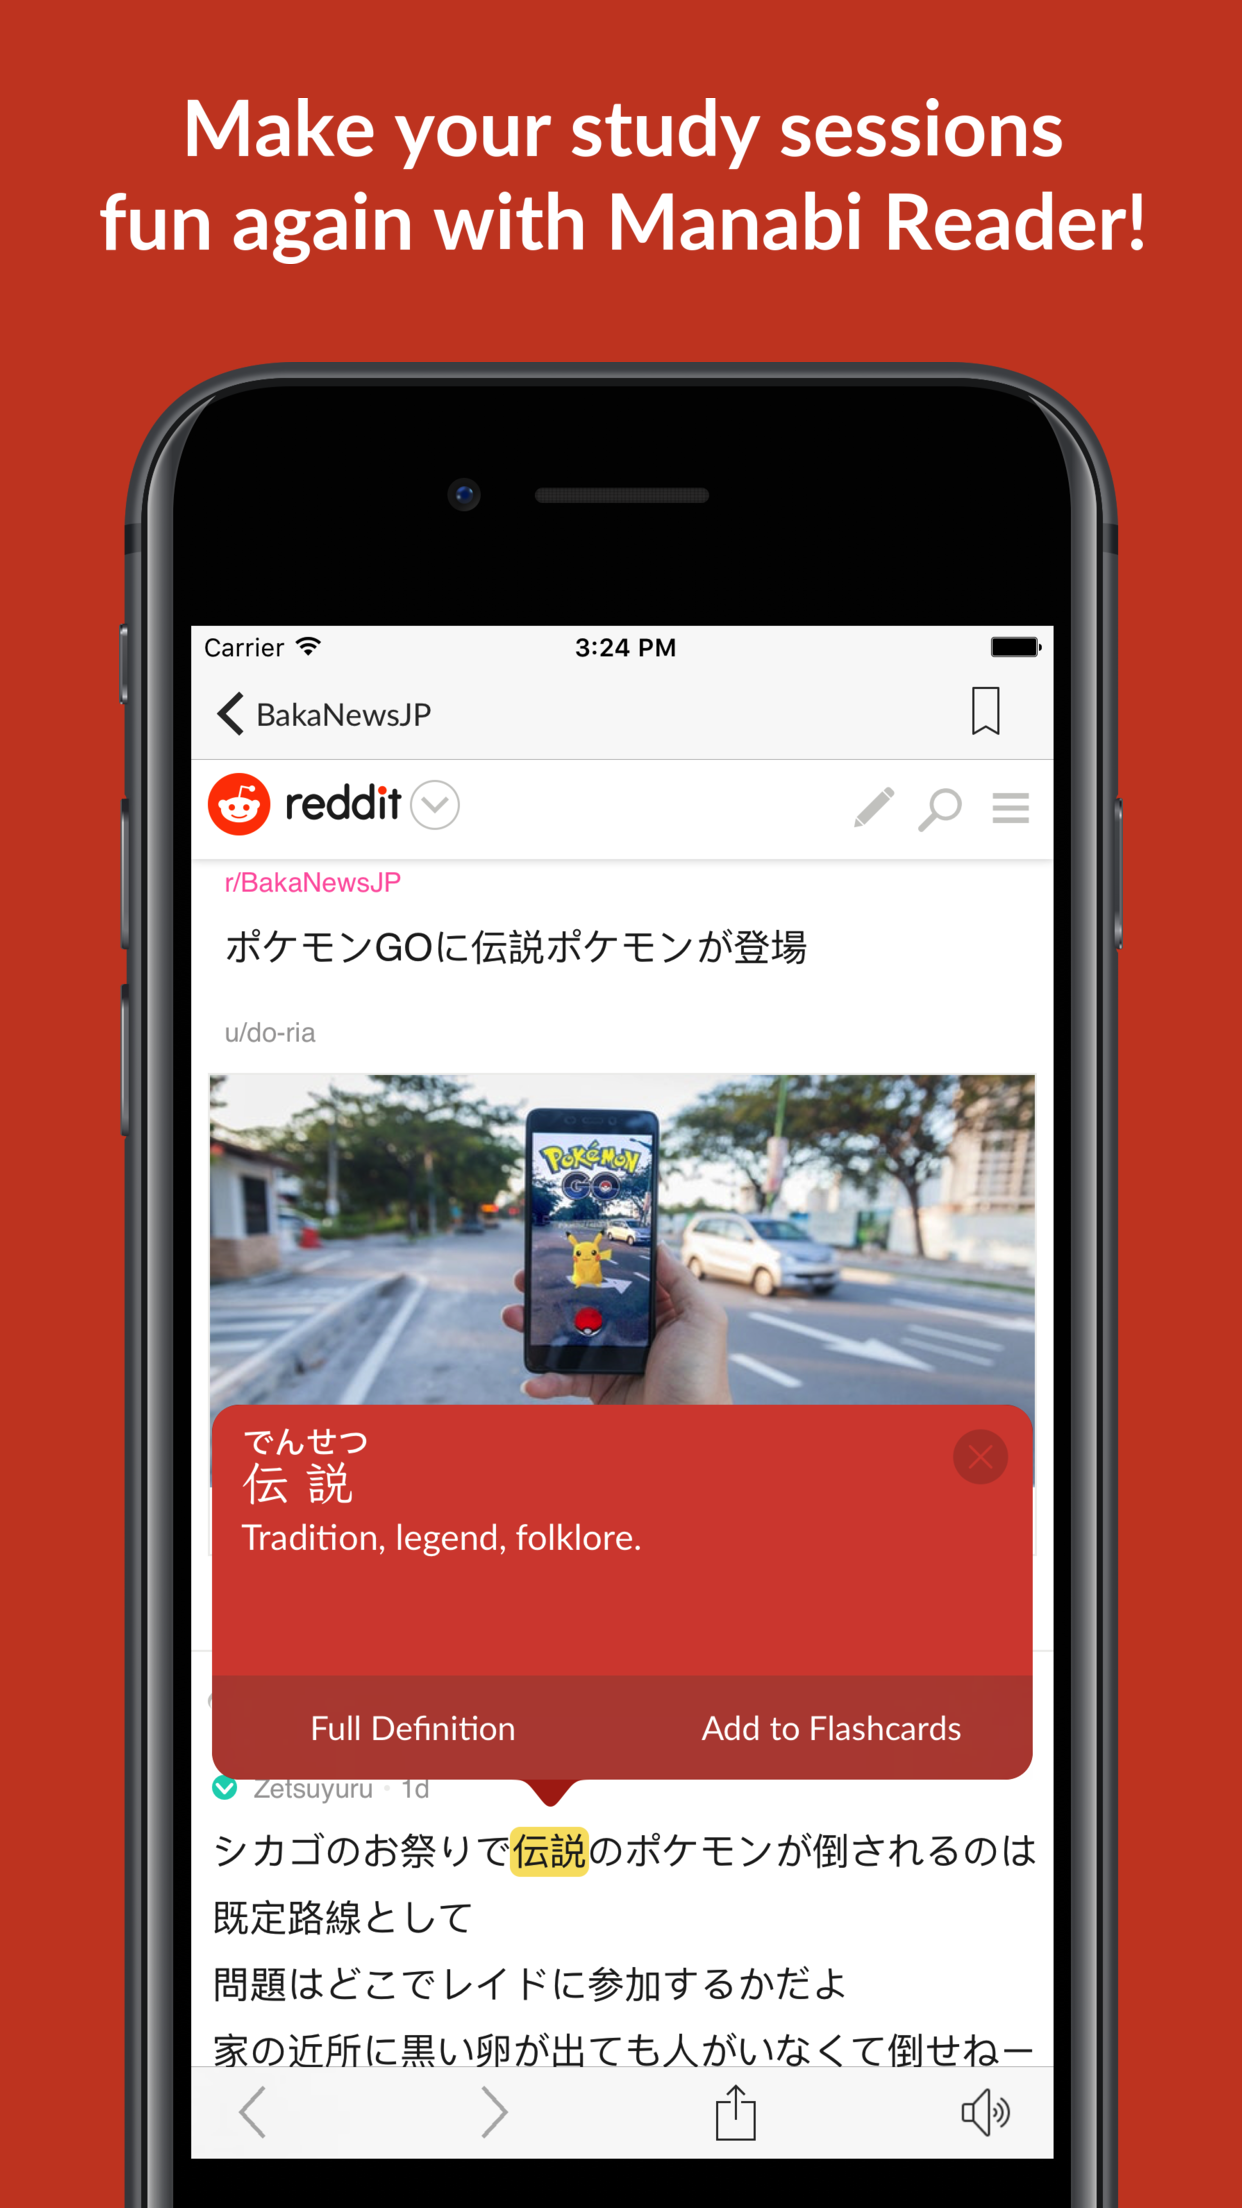 Make your study sessions
fun again with Manabi Reader!
Carrier 3:24 PM
BakaNewsJP
reddit
r/BakaNewsJP
ポケモンGOに伝説ポケモンが登場
u/do-ria
POKéMON
GO
でんせつ
伝説
Tradition, legend, folklore.
Full Definition Add to Flashcards
Zetsuyuru • 1d
シカゴのお祭りで伝説のポケモンが倒されるのは
既定路線として
問題はどこでレイドに参加するかだよ
家の近所に黒い卵が出ても人がいなくて倒せねー